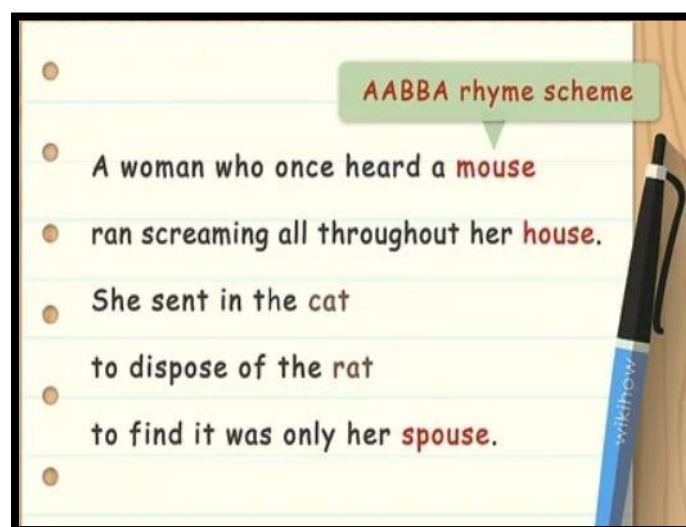 AABBA rhyme scheme
A woman who once heard a mouse
ran screaming all throughout her house.
She sent in the cat
to dispose of the rat
to find it was only her spouse.
wikihow